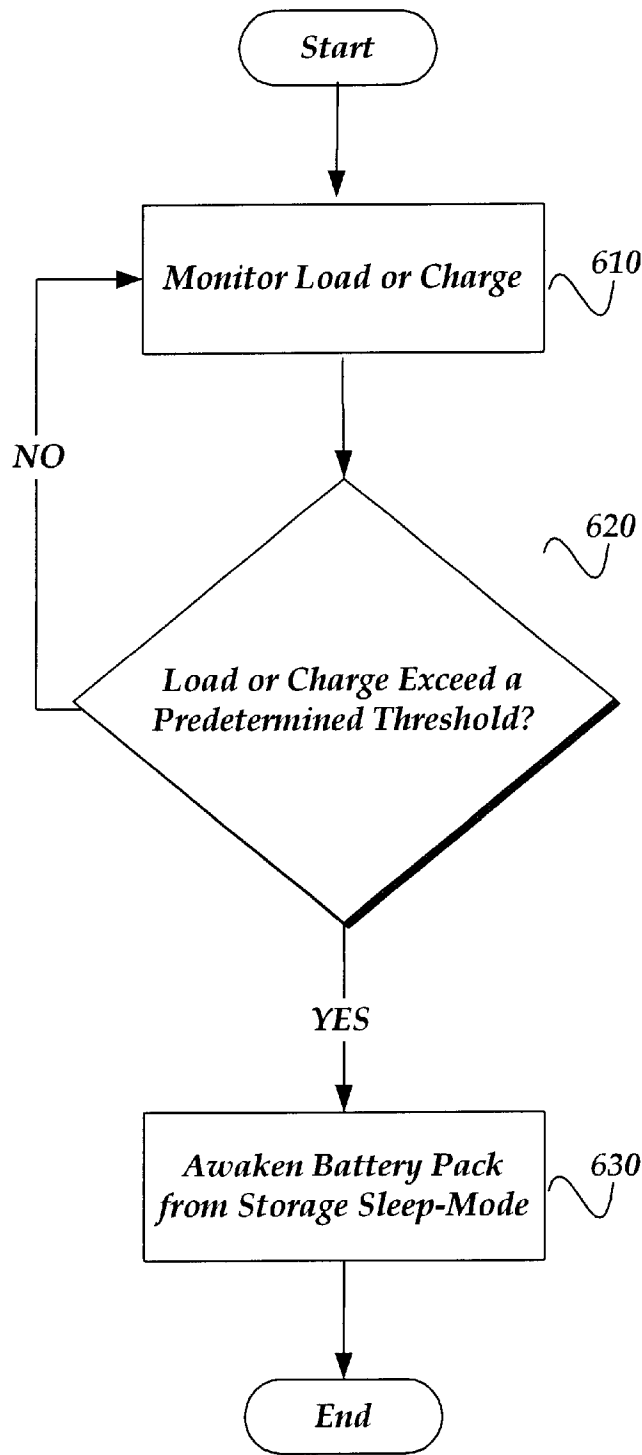 Start
Monitor Load or Charge
610
NO
620
Load or Charge Exceed a
Predetermined Threshold?
YES
Awaken Battery Pack
from Storage Sleep-Mode
630
End